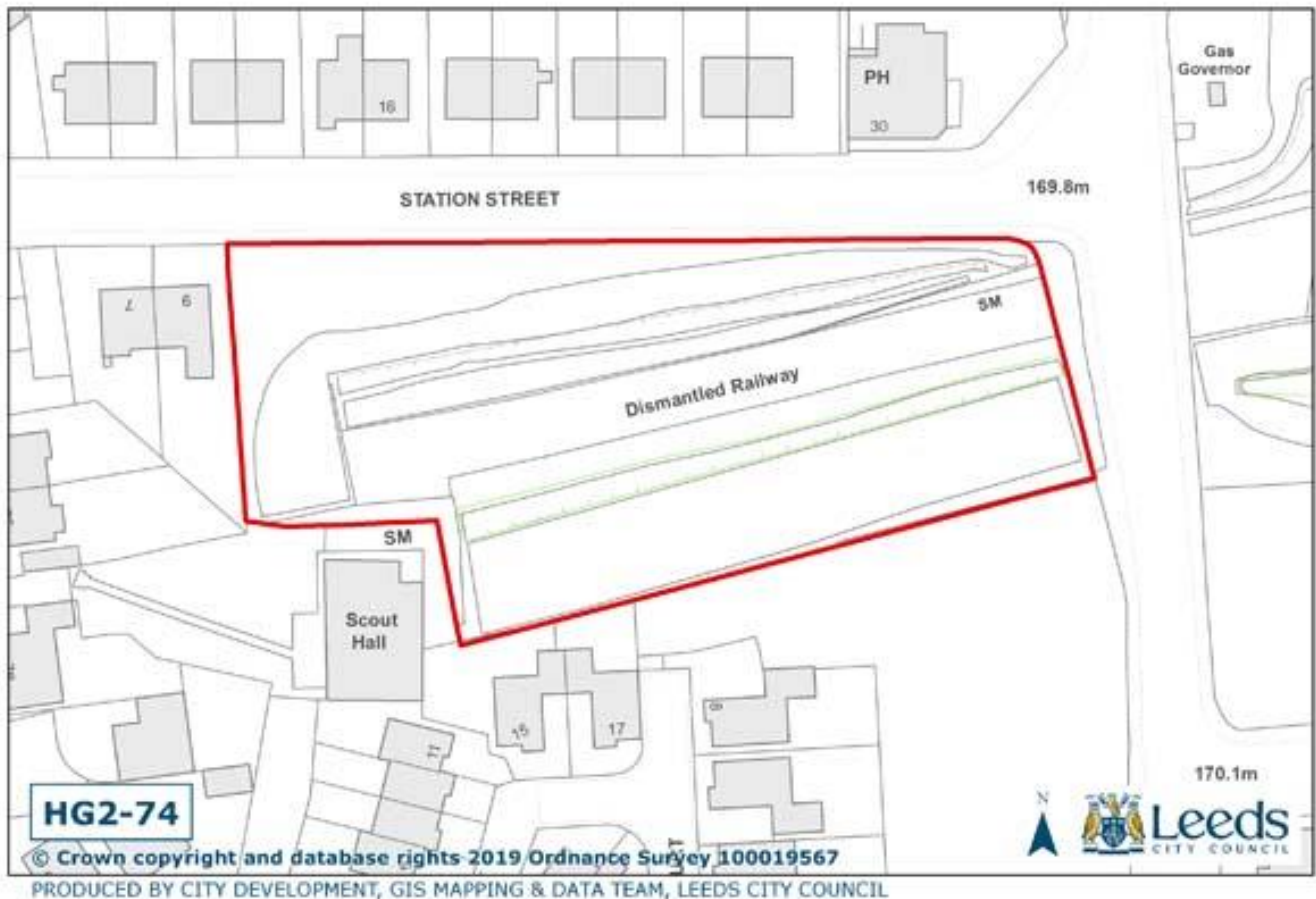 Gas
Governor
PH
16
30
STATION STREET
169.8m
7
9
SM
Dismantled Railway
SM
Scout
Hall
15
17
8
11
170.1m
HG2-74
N
Leeds
CITY COUNCIL
© Crown copyright and database rights 2019 Ordnance Survey 100019567
PRODUCED BY CITY DEVELOPMENT, GIS MAPPING & DATA TEAM, LEEDS CITY COUNCIL